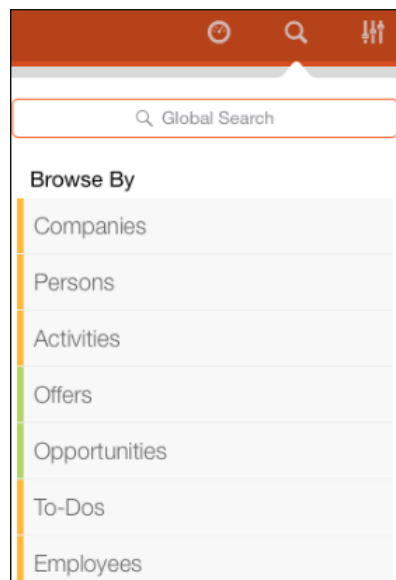 Global Search
Browse By
Companies
Persons
Activities
Offers
Opportunities
To-Dos
Employees